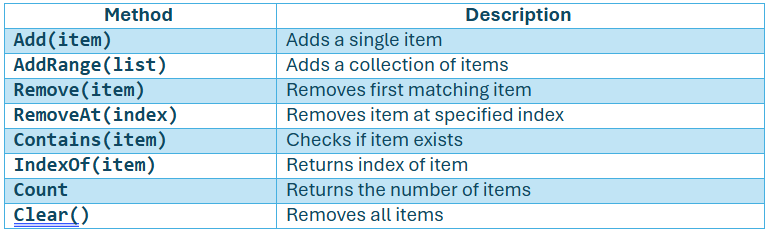 Method Description
Add(item) Adds a single item
AddRange(list) Adds a collection of items
Remove(item) Removes first matching item
RemoveAt(index) Removes item at specified index
Contains(item) Checks if item exists
IndexOf(item) Returns index of item
Count Returns the number of items
Clear() Removes all items